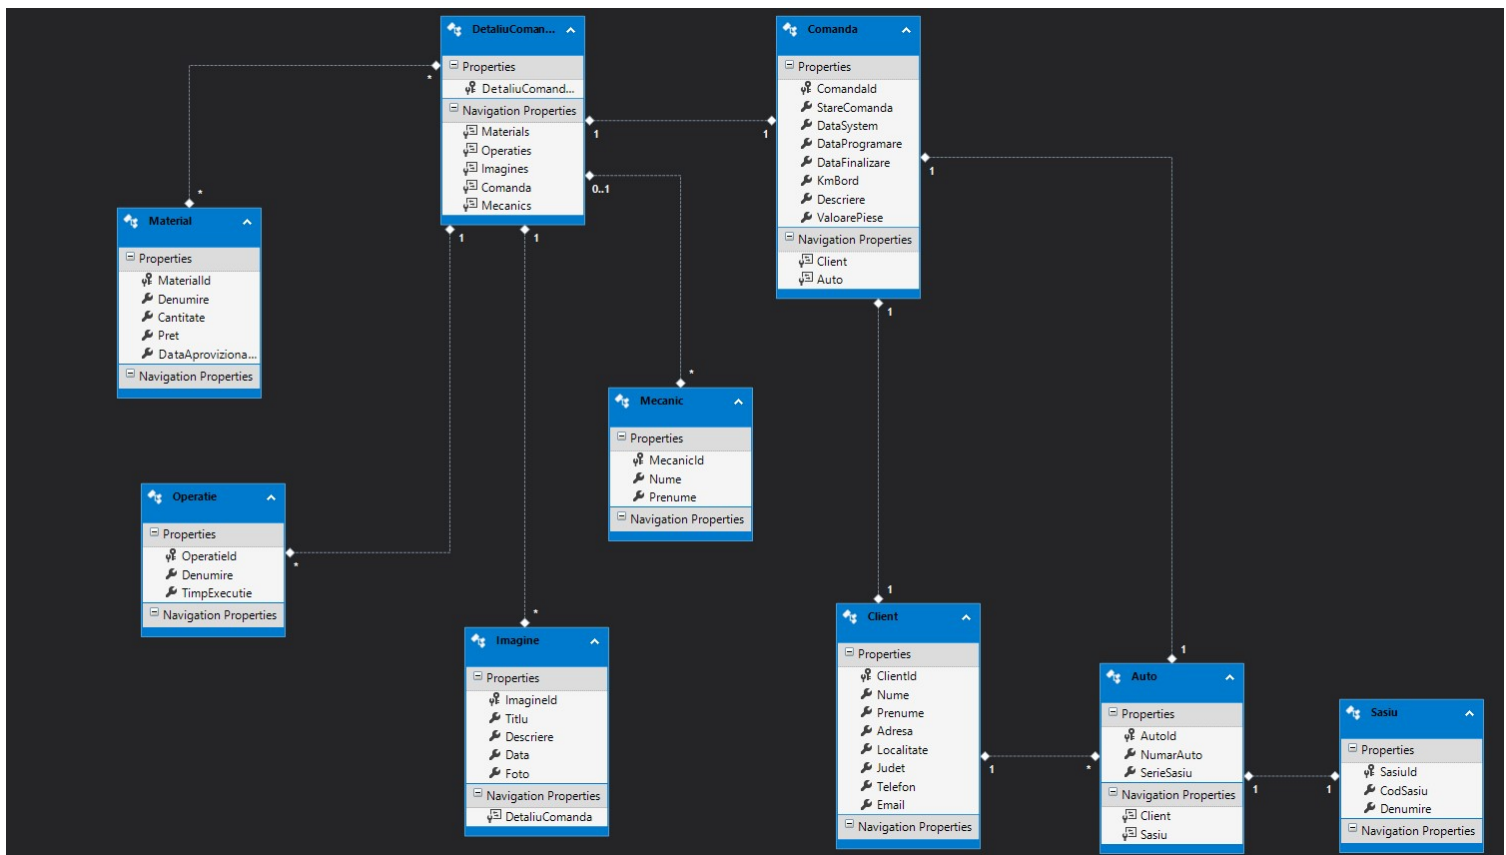 DetaliuComan...
Properties
DetaliuComand...
Navigation Properties
Materials
Operaties
Imagines
Comanda
Mecanics
*
1
0..1
1
1
Comanda
Properties
ComandaId
StareComanda
DataSystem
DataProgramare
DataFinalizare
KmBord
Descriere
ValoarePiese
Navigation Properties
Client
Auto
1
1
1
*
Material
Properties
MaterialId
Denumire
Cantitate
Pret
DataAproviziona...
Navigation Properties
*
Mecanic
Properties
MecanicId
Nume
Prenume
Navigation Properties
Operatie
Properties
OperatieId
Denumire
TimpExecutie
Navigation Properties
*
*
Imagine
Properties
ImagineId
Titlu
Descriere
Data
Foto
Navigation Properties
DetaliuComanda
1
Client
Properties
ClientId
Nume
Prenume
Adresa
Localitate
Judet
Telefon
Email
Navigation Properties
1
*
1
Auto
Properties
AutoId
NumarAuto
SerieSasiu
Navigation Properties
Client
Sasiu
1
1
Sasiu
Properties
SasiuId
CodSasiu
Denumire
Navigation Properties